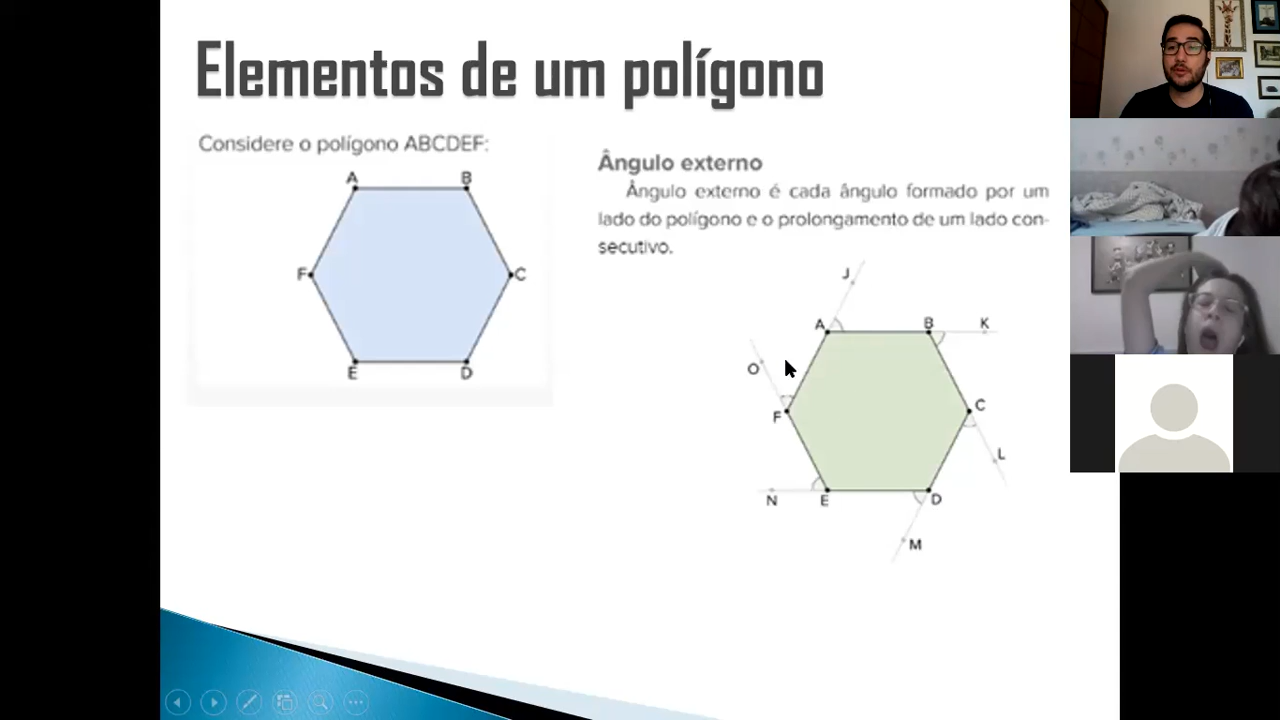 Elementos de um polígono
Considere o polígono ABCDEF:
A B
F C
E D
Ângulo externo
Ângulo externo é cada ângulo formado por um
lado do polígono e o prolongamento de um lado con-
secutivo.
J
A B K
O
F C
L
N E D
M